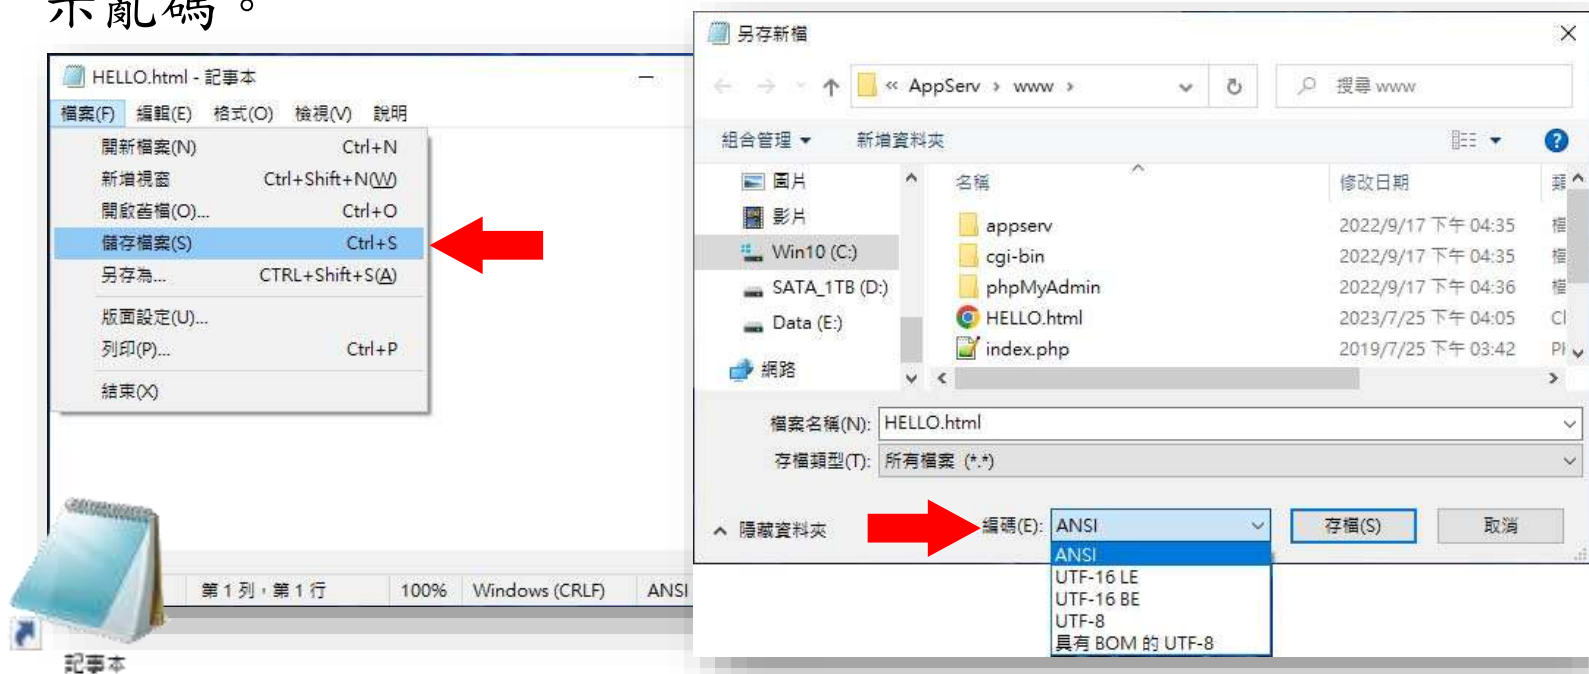 示亂碼。
HELLO.html - 記事本
檔案(F) 編輯(E) 格式(O) 檢視(V) 說明
開新檔案(N) Ctrl+N
新增視窗 Ctrl+Shift+N(W)
開啟舊檔(O)... Ctrl+O
儲存檔案(S) Ctrl+S
另存為... CTRL+Shift+S(A)
版面設定(U)...
列印(P)... Ctrl+P
結束(X)
第 1 列，第 1 行 100% Windows (CRLF) ANSI
記事本
另存新檔
« AppServ › www › 搜尋 www
組合管理 新增資料夾
圖片
影片
Win10 (C:)
SATA_1TB (D:)
Data (E:)
網路
名稱 修改日期 類
appserv 2022/9/17 下午 04:35 檔
cgi-bin 2022/9/17 下午 04:35 檔
phpMyAdmin 2022/9/17 下午 04:36 檔
HELLO.html 2023/7/25 下午 04:05
index.php 2019/7/25 下午 03:42
檔案名稱(N): HELLO.html
存檔類型(T): 所有檔案 (*.*)
隱藏資料夾 編碼(E): ANSI 存檔(S) 取消
ANSI
UTF-16 LE
UTF-16 BE
UTF-8
具有 BOM 的 UTF-8